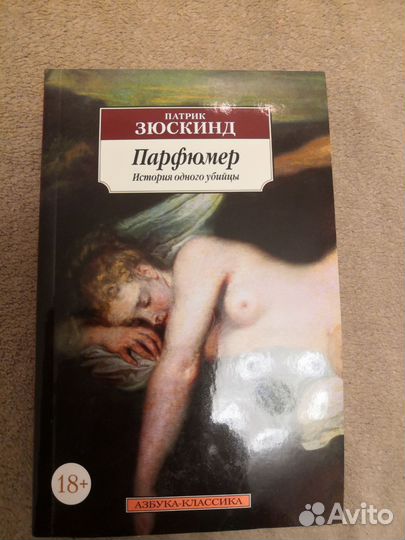 ПАТРИК
ЗЮСКИНД
Парфюмер
История одного убийцы
18+
АЗБУКА-КЛАССИКА
Avito